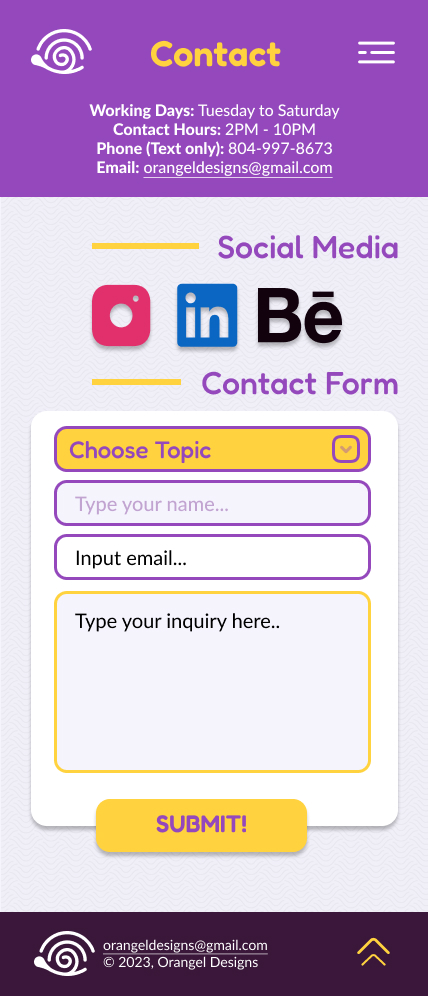 Contact
Working Days: Tuesday to Saturday
Contact Hours: 2PM - 10PM
Phone (Text only): 804-997-8673
Email: orangeldesigns@gmail.com
Social Media
in Bē
Contact Form
Choose Topic
Type your name...
Input email...
Type your inquiry here..
SUBMIT!
orangeldesigns@gmail.com
© 2023, Orangel Designs